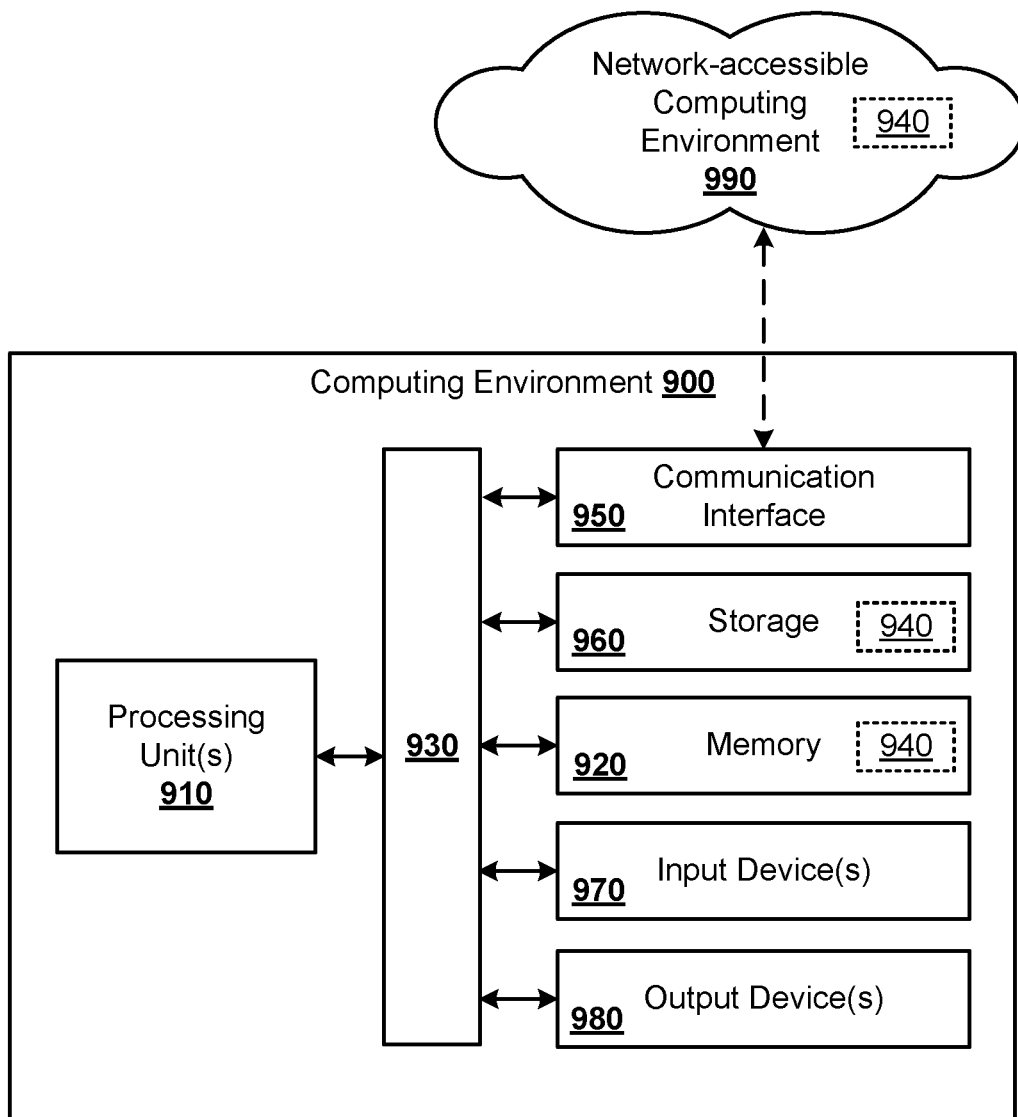 Network-accessible
Computing
Environment
990
940
Computing Environment 900
Communication
Interface
950
Storage
960
940
Processing
Unit(s)
910
930
Memory
920
940
Input Device(s)
970
Output Device(s)
980